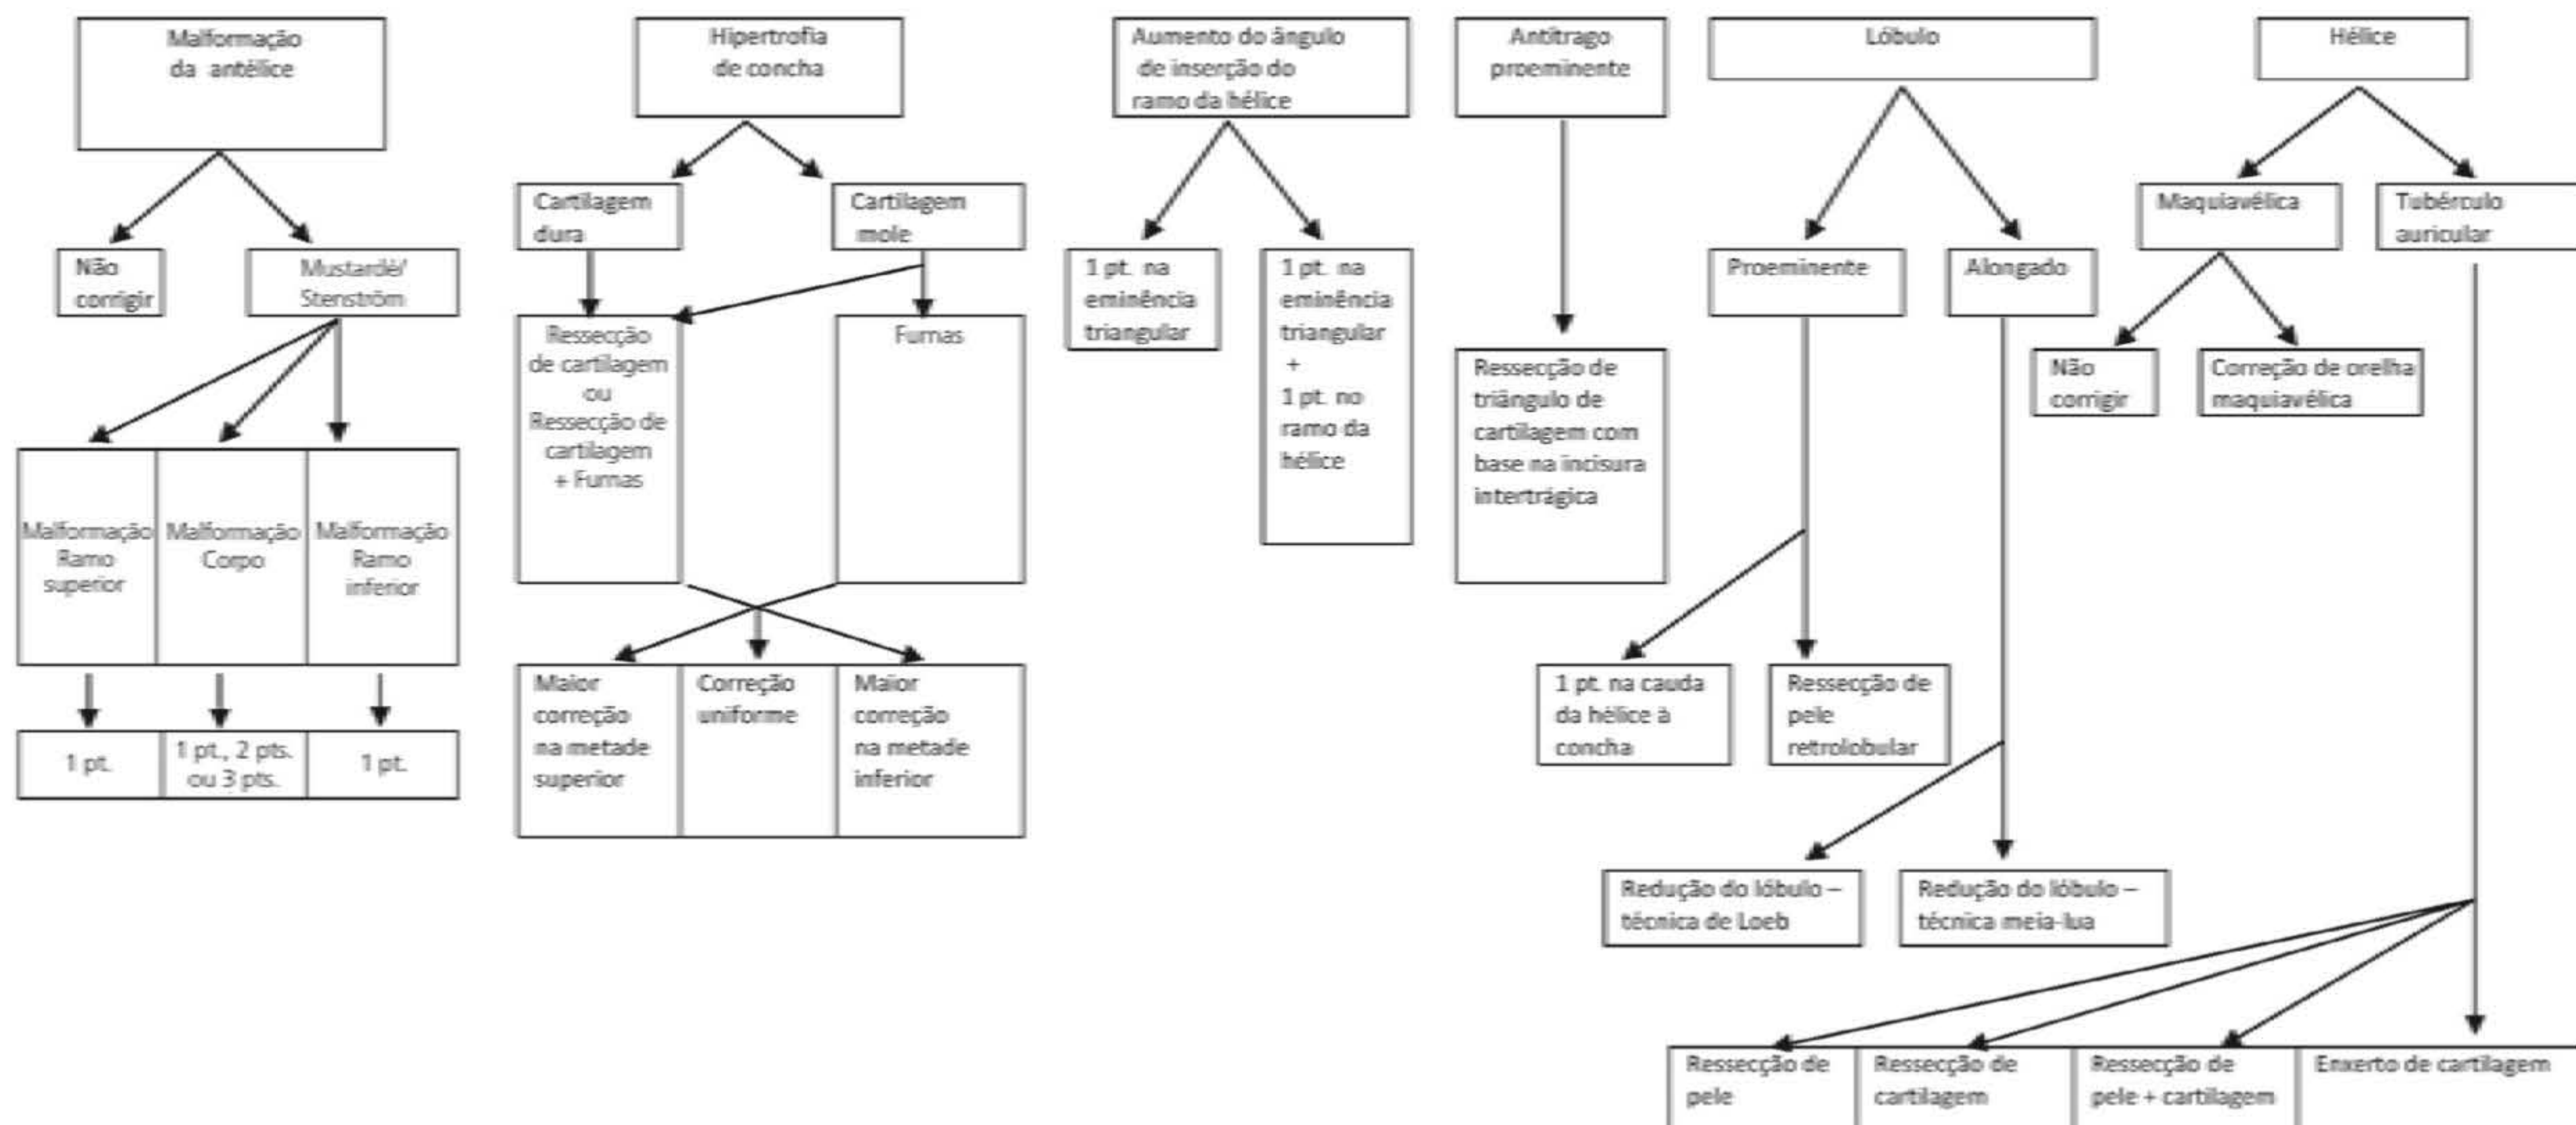 Malformação
da antélice
Não
corrigir
Mustardé/
Stenström
Malformação
Ramo
superior
Malformação
Corpo
Malformação
Ramo
inferior
1 pt.
1 pt., 2 pts.
ou 3 pts.
1 pt.
Hipertrofia
de concha
Cartilagem
dura
Cartilagem
mole
Ressecção
de cartilagem
ou
Ressecção de
cartilagem
+ Furnas
Furnas
Maior
correção
na metade
superior
Correção
uniforme
Maior
correção
na metade
inferior
Aumento do ângulo
de inserção do
ramo da hélice
1 pt. na
eminência
triangular
1 pt. na
eminência
triangular
+
1 pt. no
ramo da
hélice
Antítrago
proeminente
Ressecção de
triângulo de
cartilagem com
base na incisura
intertrágica
Lóbulo
Proeminente
Alongado
1 pt. na cauda
da hélice à
concha
Ressecção de
pele
retrolobular
Redução do lóbulo –
técnica de Loeb
Redução do lóbulo –
técnica meia-lua
Hélice
Maquiavélica
Tubérculo
auricular
Não
corrigir
Correção de orelha
maquiavélica
Ressecção de
pele
Ressecção de
cartilagem
Ressecção de
pele + cartilagem
Enxerto de cartilagem